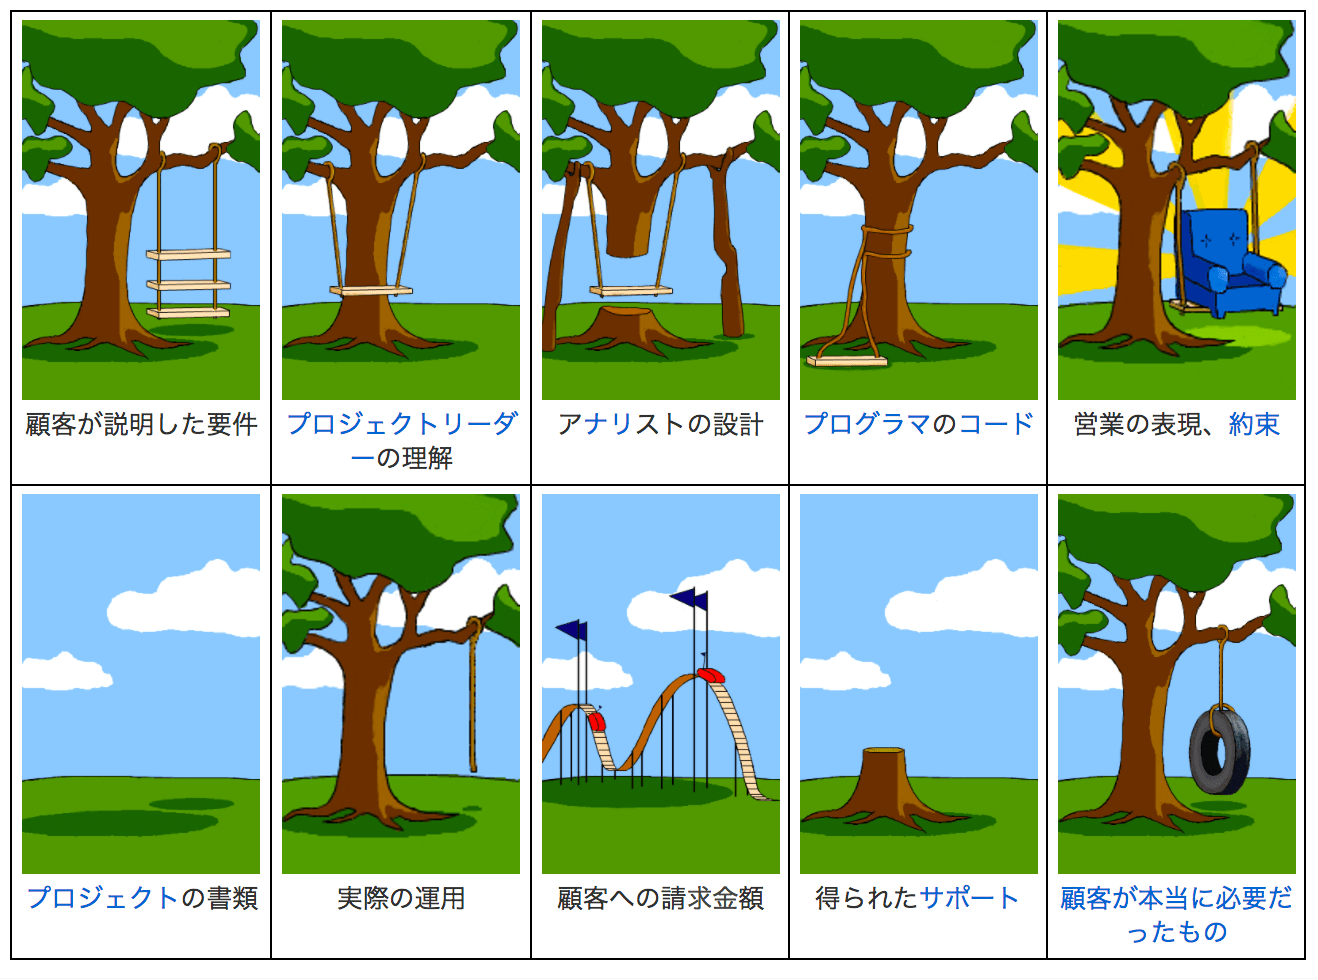 顧客が説明した要件
プロジェクトリーダ
ーの理解
アナリストの設計
プログラマのコード
営業の表現、約束
プロジェクトの書類
実際の運用
顧客への請求金額
得られたサポート
顧客が本当に必要だ
ったもの